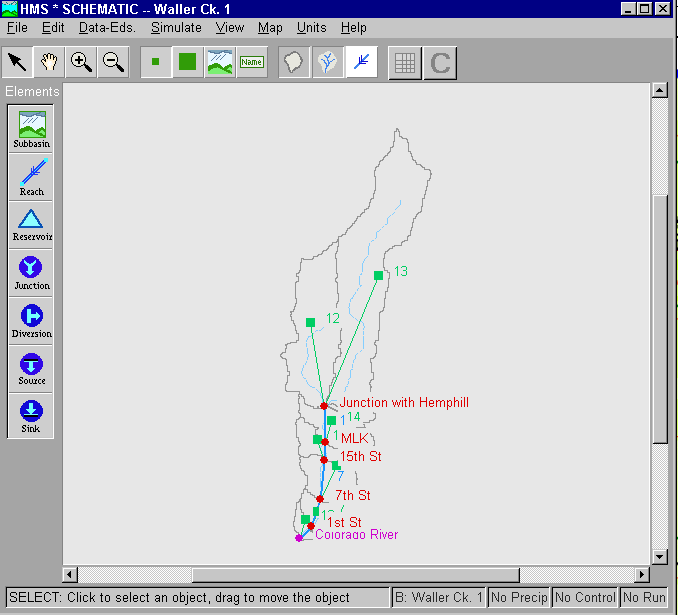 HMS * SCHEMATIC -- Waller Ck. 1
File Edit Data-Eds. Simulate View Map Units Help
Name
C
Elements
Subbasin
Reach
Reservoir
Junction
Diversion
Source
Sink
13
12
Junction with Hemphill
14
MLK
15th St
7
7th St
1st St
Colorado River
SELECT: Click to select an object, drag to move the object
B: Waller Ck. 1
No Precip
No Control
No Run